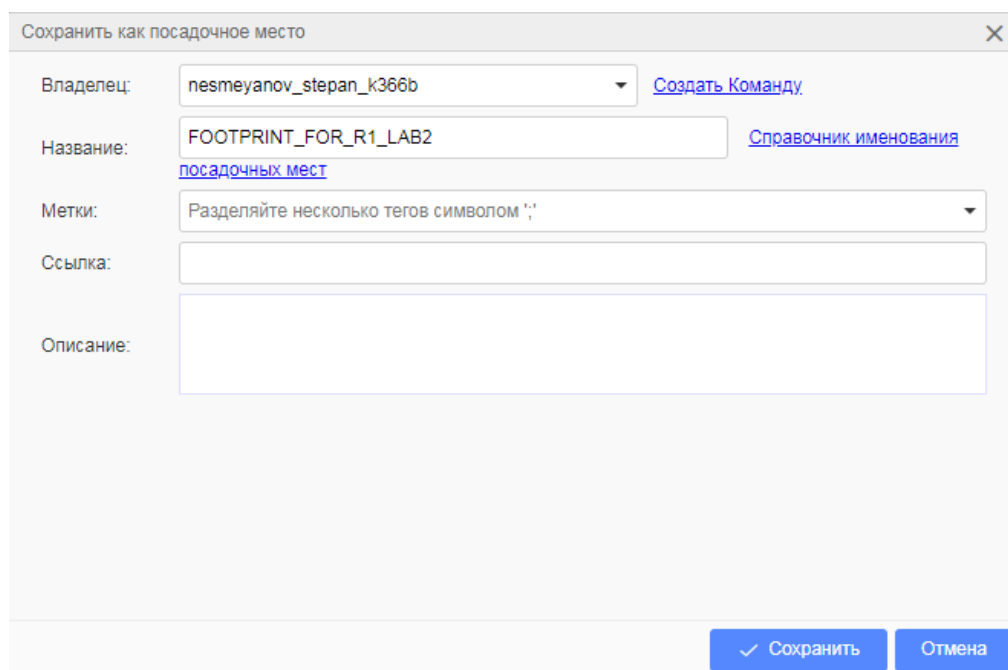 Сохранить как посадочное место
Владелец: nesmeyanov_stepan_k366b Создать Команду
Название: FOOTPRINT_FOR_R1_LAB2 Справочник именования
посадочных мест
Метки: Разделяйте несколько тегов символом ';'
Ссылка:
Описание:
Сохранить Отмена